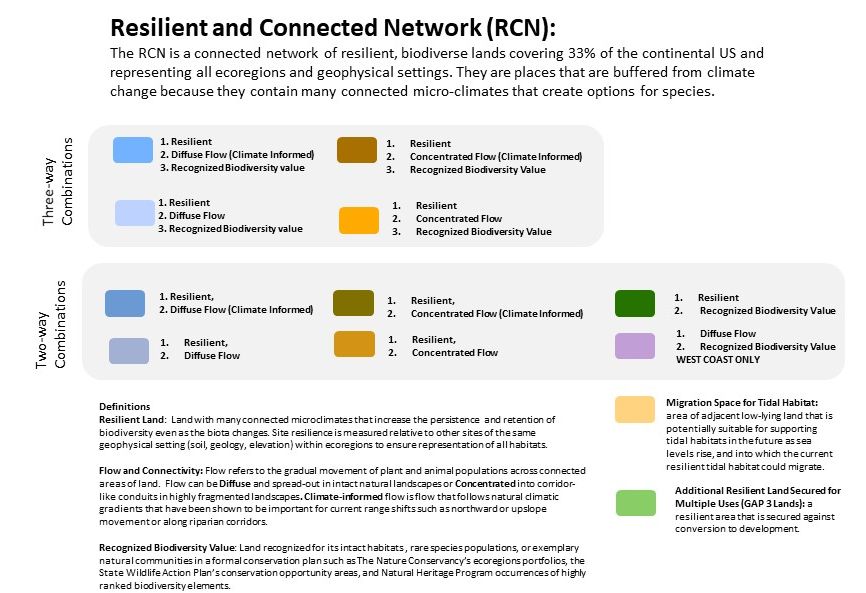 Resilient and Connected Network (RCN):
The RCN is a connected network of resilient, biodiverse lands covering 33% of the continental US and
representing all ecoregions and geophysical settings. They are places that are buffered from climate
change because they contain many connected micro-climates that create options for species.
Three-way
Combinations
1. Resilient
2. Diffuse Flow (Climate Informed)
3. Recognized Biodiversity value
1. Resilient
2. Concentrated Flow (Climate Informed)
3. Recognized Biodiversity Value
1. Resilient
2. Diffuse Flow
3. Recognized Biodiversity value
1. Resilient
2. Concentrated Flow
3. Recognized Biodiversity Value
Two-way
Combinations
1. Resilient,
2. Diffuse Flow (Climate Informed)
1. Resilient,
2. Concentrated Flow (Climate Informed)
1. Resilient
2. Recognized Biodiversity Value
1. Resilient,
2. Diffuse Flow
1. Resilient,
2. Concentrated Flow
1. Diffuse Flow
2. Recognized Biodiversity Value
WEST COAST ONLY
Definitions
Resilient Land: Land with many connected microclimates that increase the persistence and retention of
biodiversity even as the biota changes. Site resilience is measured relative to other sites of the same
geophysical setting (soil, geology, elevation) within ecoregions to ensure representation of all habitats.
Flow and Connectivity: Flow refers to the gradual movement of plant and animal populations across connected
areas of land. Flow can be Diffuse and spread-out in intact natural landscapes or Concentrated into corridor-
like conduits in highly fragmented landscapes. Climate-informed flow is flow that follows natural climatic
gradients that have been shown to be important for current range shifts such as northward or upslope
movement or along riparian corridors.
Recognized Biodiversity Value: Land recognized for its intact habitats, rare species populations, or exemplary
natural communities in a formal conservation plan such as The Nature Conservancy's ecoregions portfolios, the
State Wildlife Action Plan's conservation opportunity areas, and Natural Heritage Program occurrences of highly
ranked biodiversity elements.
Migration Space for Tidal Habitat:
area of adjacent low-lying land that is
potentially suitable for supporting
tidal habitats in the future as sea
levels rise, and into which the current
resilient tidal habitat could migrate.
Additional Resilient Land Secured for
Multiple Uses (GAP 3 Lands): a
resilient area that is secured against
conversion to development.